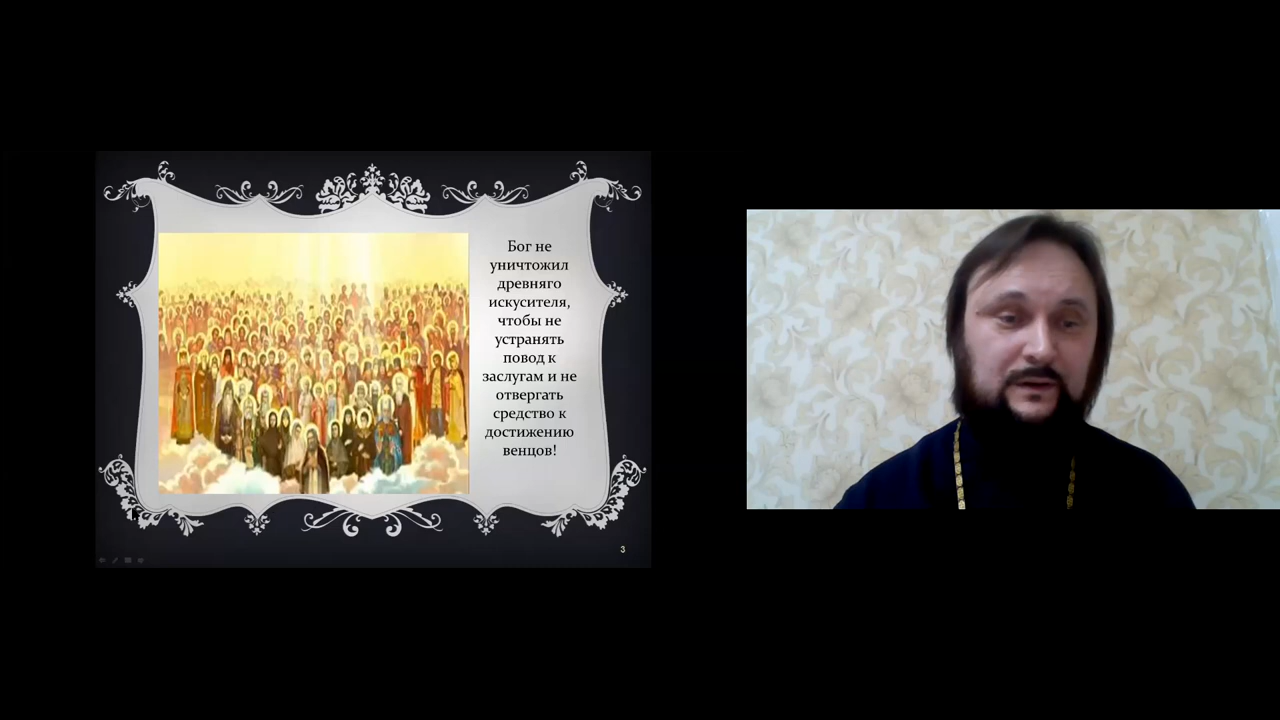 Бог не
уничтожил
древняго
искусителя,
чтобы не
устранять
повод к
заслугам и не
отвергать
средство к
достижению
венцов!
3